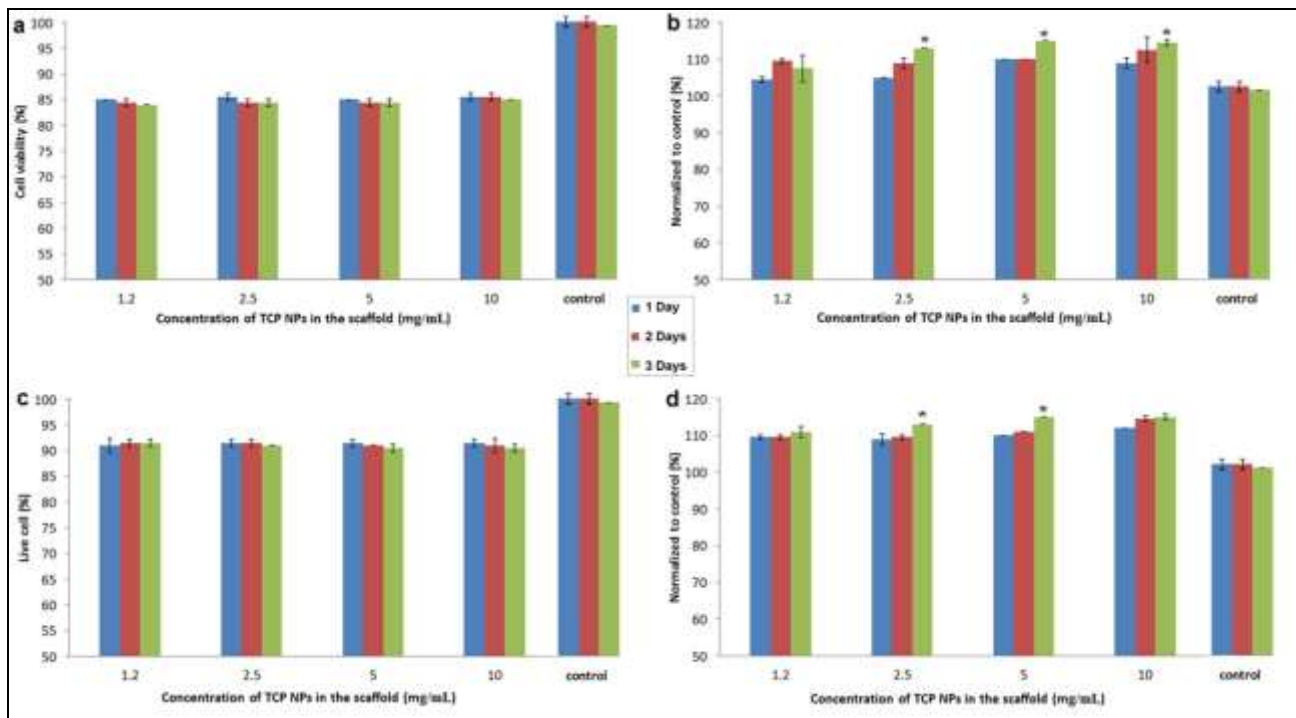 a
100
95
90
85
80
75
70
65
60
55
50
Cell viability (%)
1.2 2.5 5 10 control
Concentration of TCP NPs in the scaffold (mg/mL)
b
120
110
100
90
80
70
60
50
Normalized to control (%)
* * *
1.2 2.5 5 10 control
Concentration of TCP NPs in the scaffold (mg/mL)
1 Day
2 Days
3 Days
c
100
95
90
85
80
75
70
65
60
55
50
Live cell (%)
1.2 2.5 5 10 control
Concentration of TCP NPs in the scaffold (mg/mL)
d
120
110
100
90
80
70
60
50
Normalized to control (%)
* *
1.2 2.5 5 10 control
Concentration of TCP NPs in the scaffold (mg/mL)